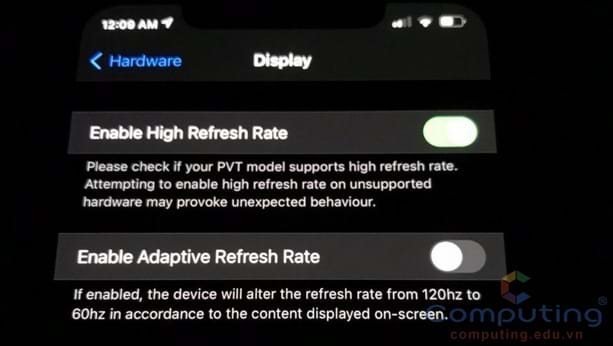 12:09 AM
Hardware
Display
Enable High Refresh Rate
Please check if your PVT model supports high refresh rate.
Attempting to enable high refresh rate on unsupported
hardware may provoke unexpected behaviour.
Enable Adaptive Refresh Rate
If enabled, the device will alter the refresh rate from 120hz to
60hz in accordance to the content displayed on-screen.
Computing®
computing.edu.vn